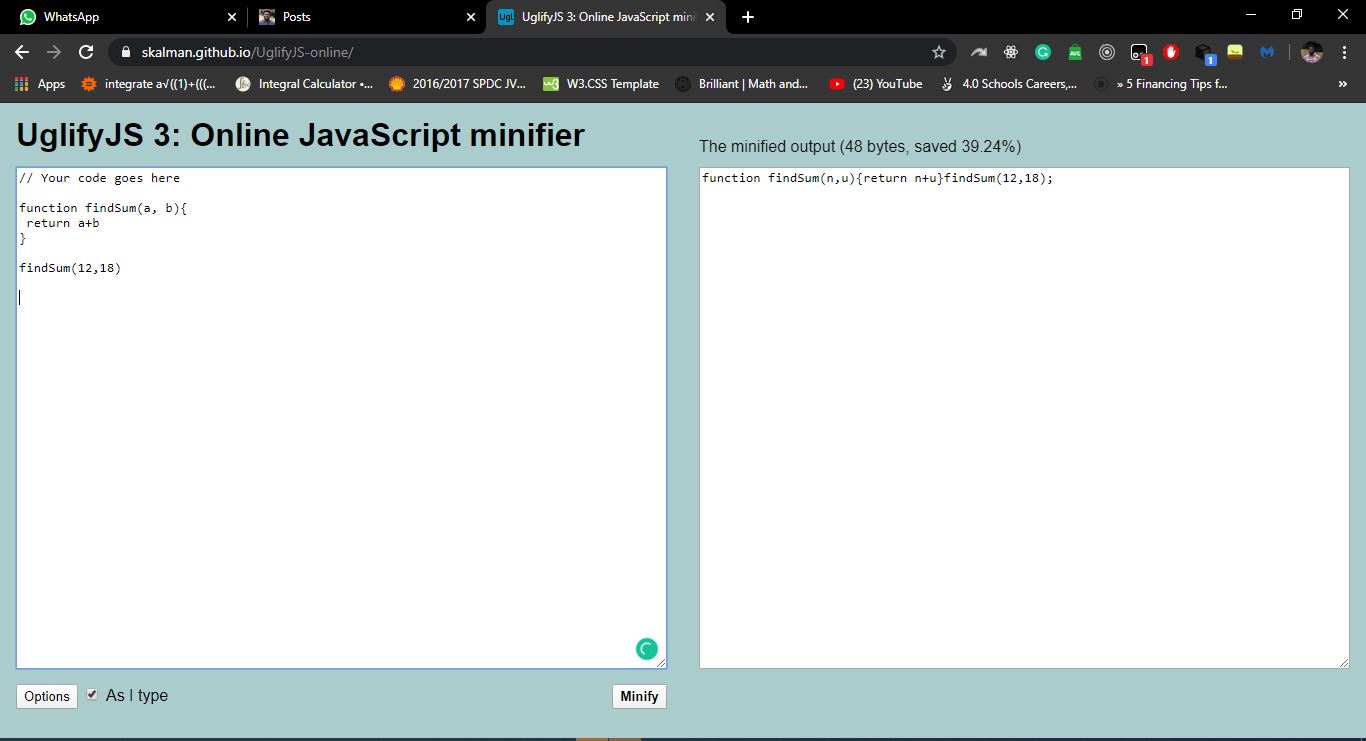 WhatsApp
Posts
UglifyJS 3: Online JavaScript mini
skalman.github.io/UglifyJS-online/
Apps
integrate a√((1)+(((...
Integral Calculator •...
2016/2017 SPDC JV...
W3.CSS Template
Brilliant | Math and...
(23) YouTube
4.0 Schools Careers,...
» 5 Financing Tips f...
»
UglifyJS 3: Online JavaScript minifier
// Your code goes here
function findSum(a, b){
 return a+b
}
findSum(12,18)
Options
As I type
Minify
The minified output (48 bytes, saved 39.24%)
function findSum(n,u){return n+u}findSum(12,18);